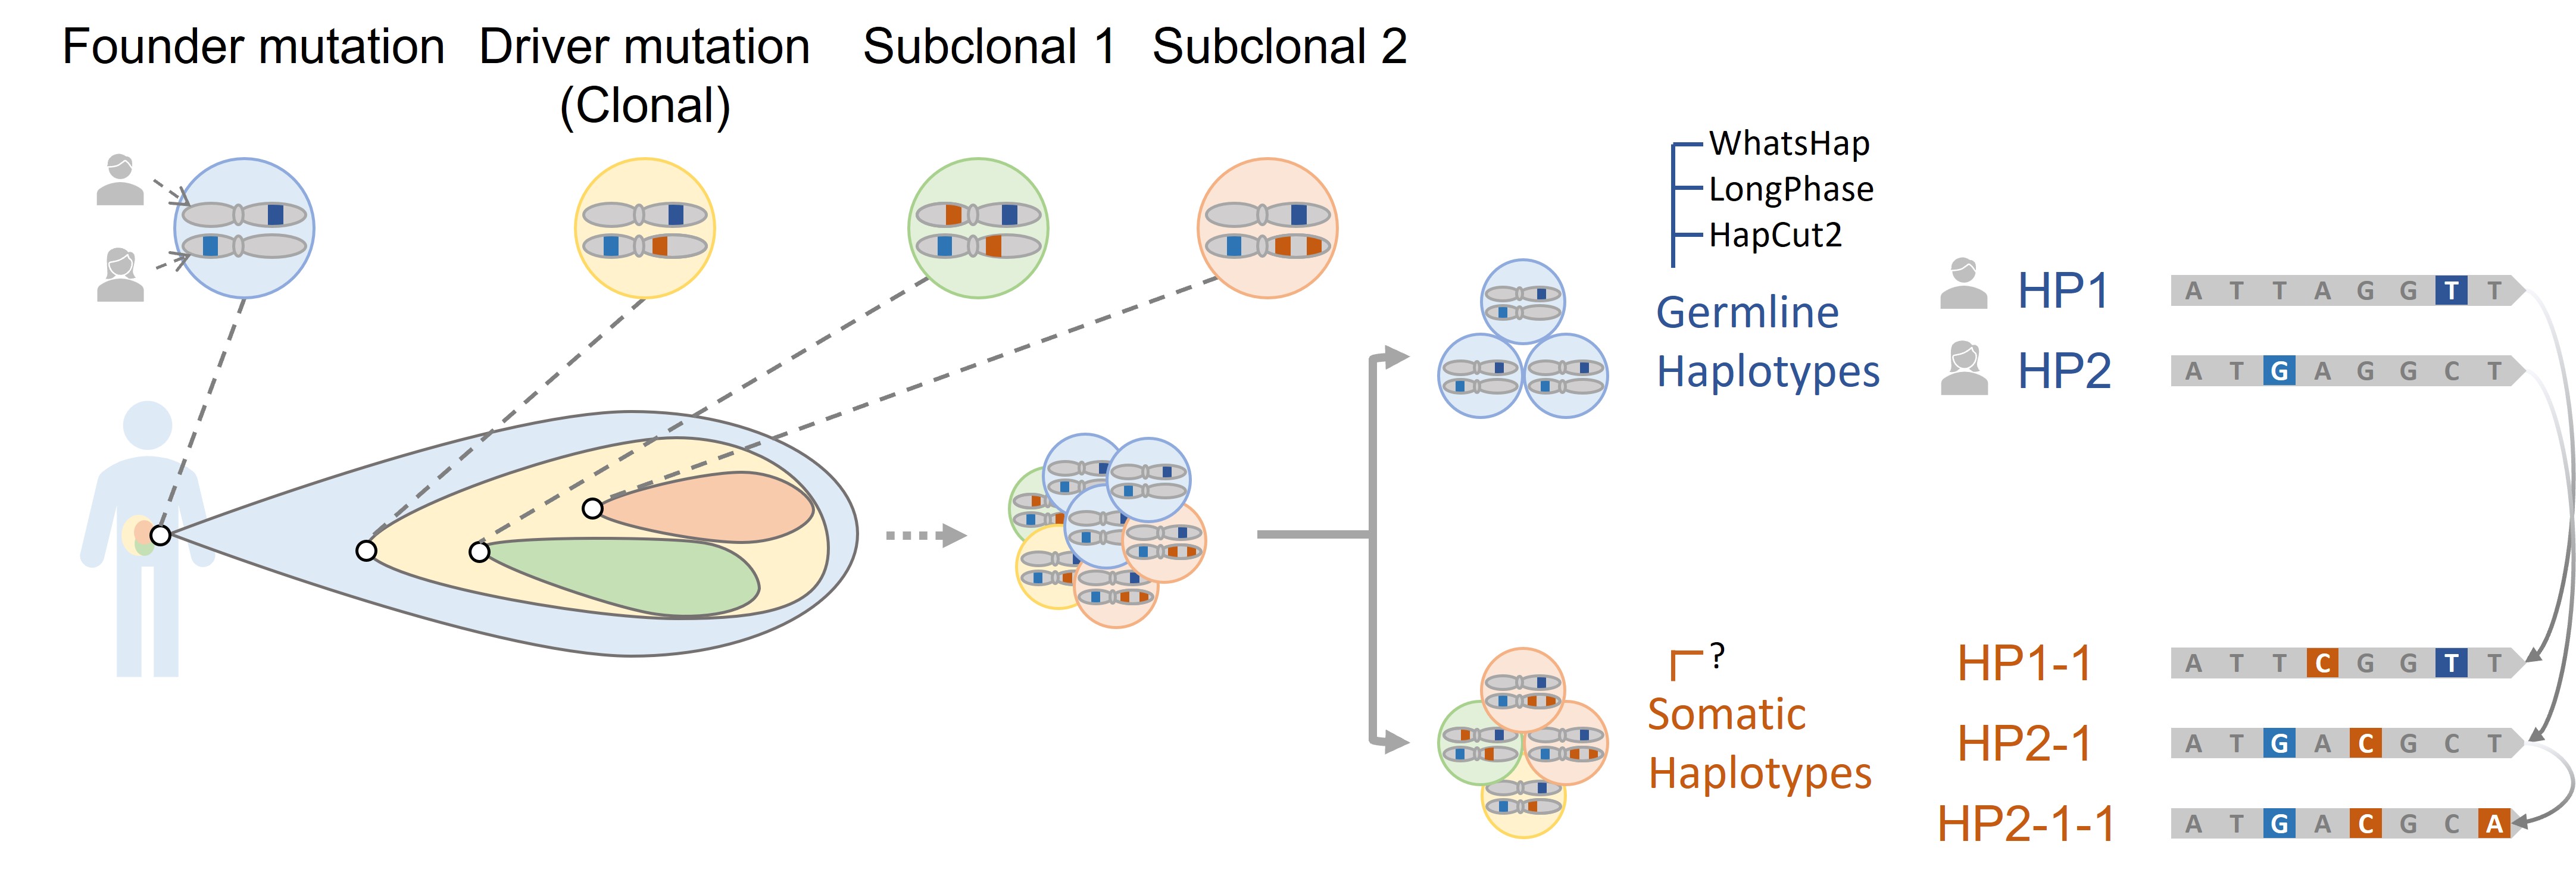 Founder mutation
Driver mutation
(Clonal)
Subclonal 1
Subclonal 2
WhatsHap
LongPhase
HapCut2
Germline
Haplotypes
HP1
A T T A G G T T
HP2
A T G A G G C T
?
Somatic
Haplotypes
HP1-1
A T T C G G T T
HP2-1
A T G A C G C T
HP2-1-1
A T G A C G C A